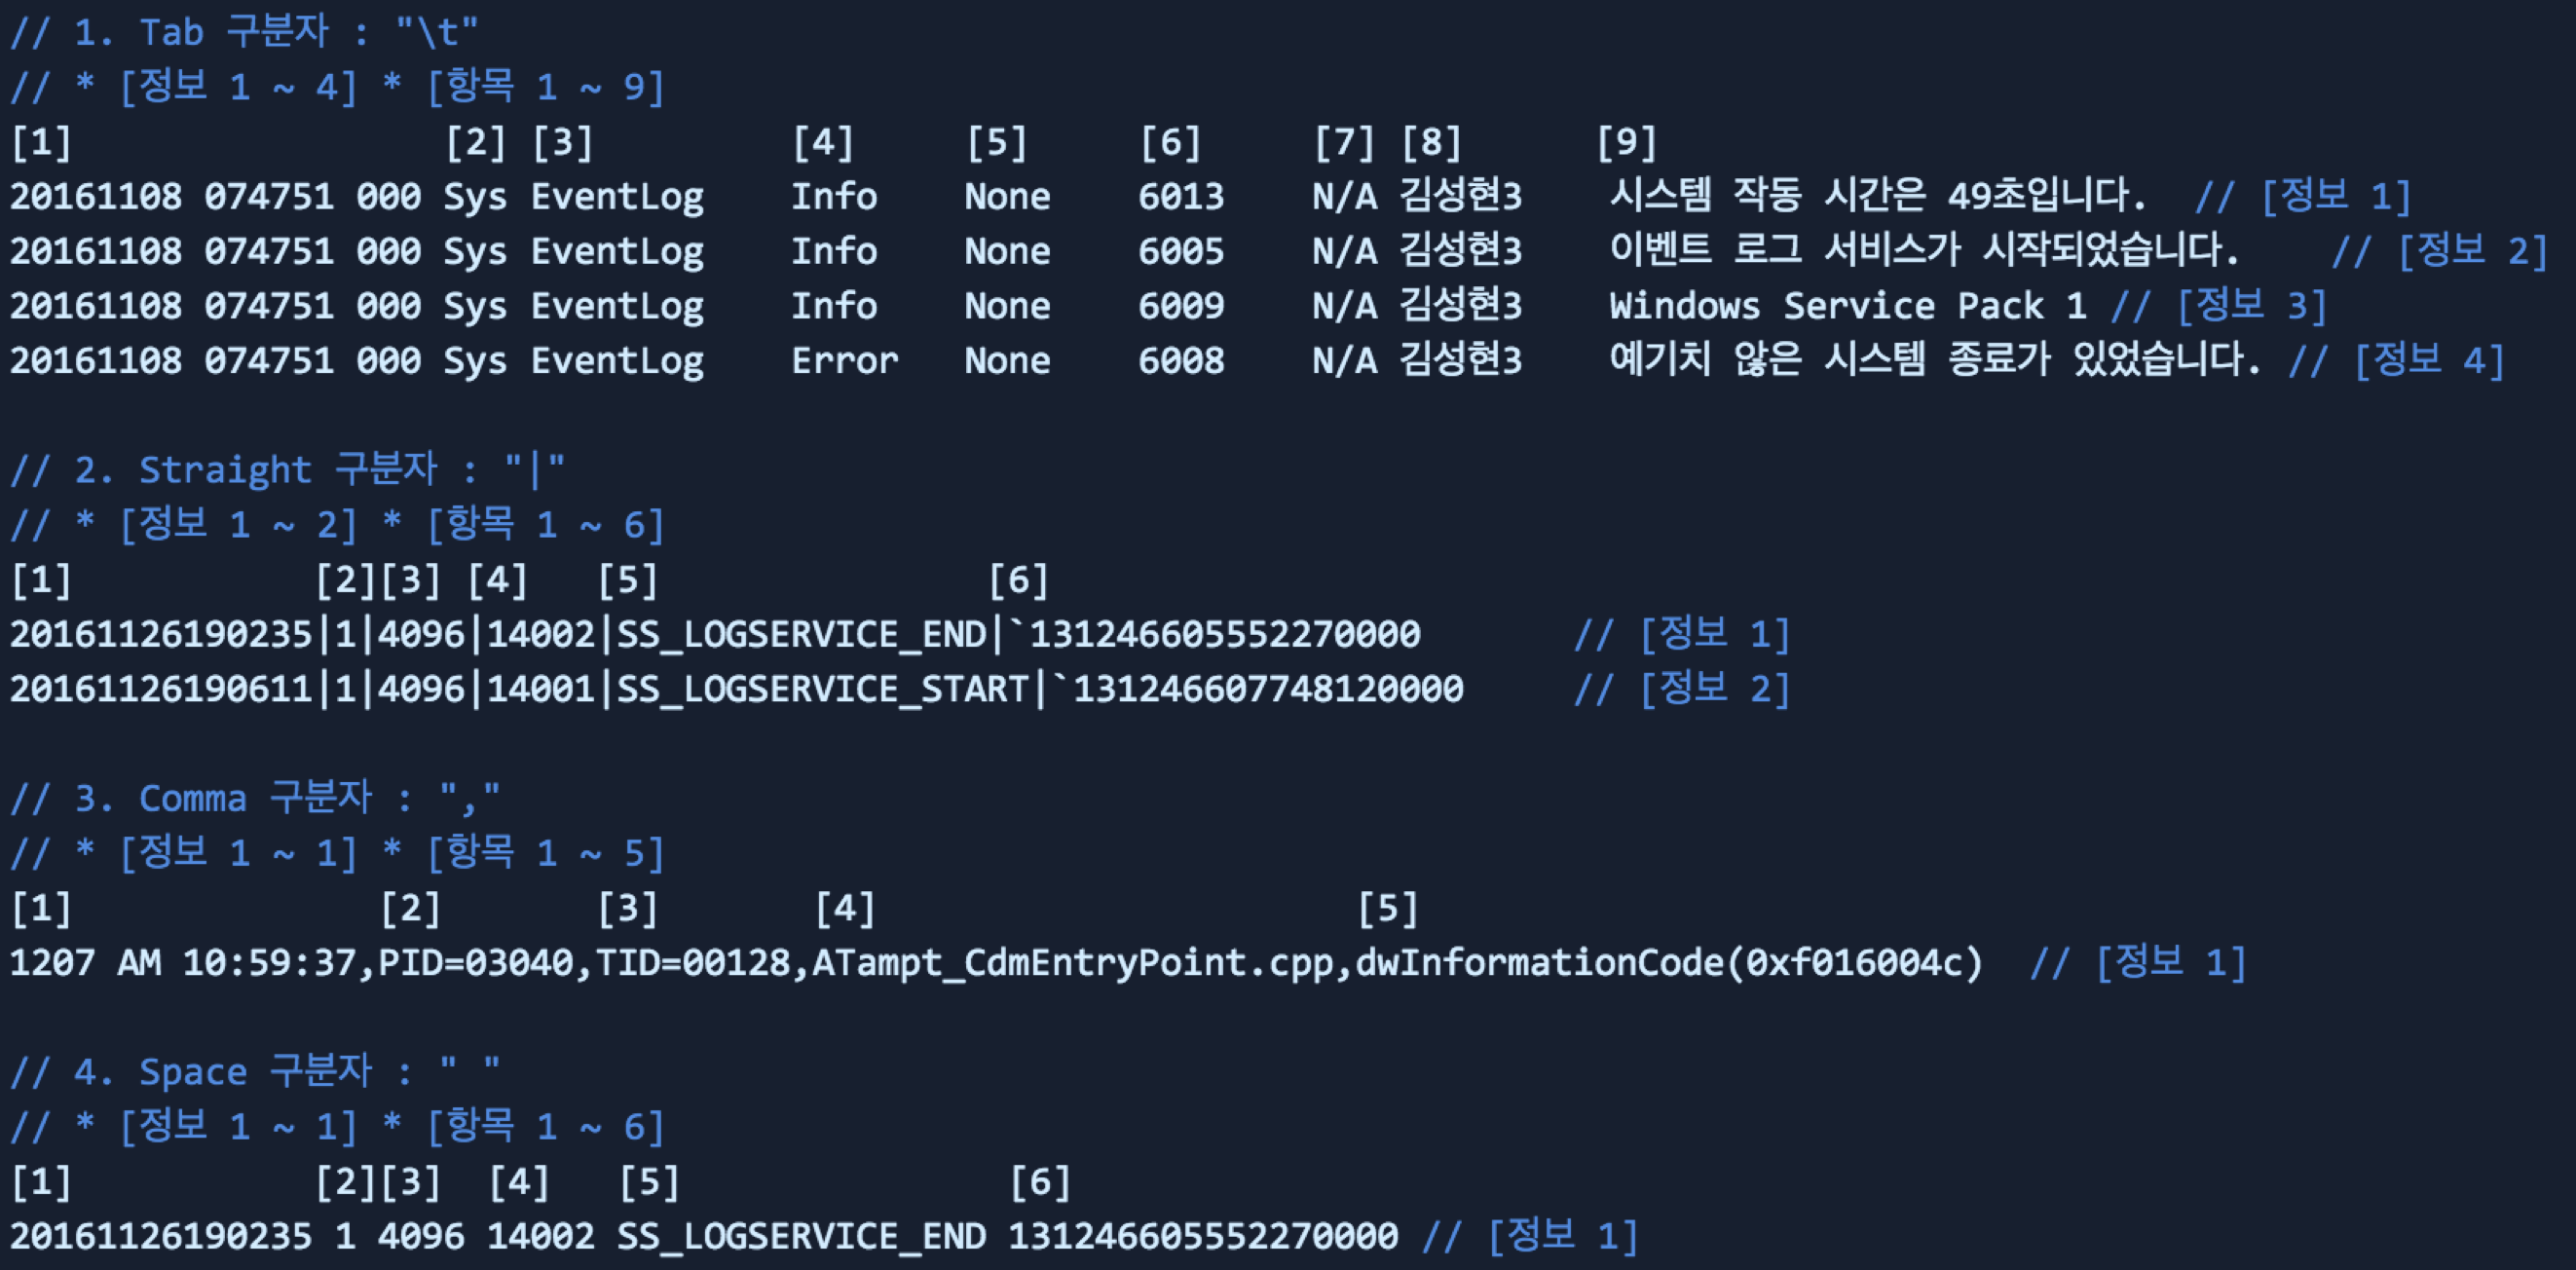 // 1. Tab 구분자 : "\t"
// * [정보 1 ~ 4] * [항목 1 ~ 9]
[1] [2] [3] [4] [5] [6] [7] [8] [9]
20161108 074751 000 Sys EventLog Info None 6013 N/A 김성현3 시스템 작동 시간은 49초입니다. // [정보 1]
20161108 074751 000 Sys EventLog Info None 6005 N/A 김성현3 이벤트 로그 서비스가 시작되었습니다. // [정보 2]
20161108 074751 000 Sys EventLog Info None 6009 N/A 김성현3 Windows Service Pack 1 // [정보 3]
20161108 074751 000 Sys EventLog Error None 6008 N/A 김성현3 예기치 않은 시스템 종료가 있었습니다. // [정보 4]
// 2. Straight 구분자 : "|"
// * [정보 1 ~ 2] * [항목 1 ~ 6]
[1] [2][3] [4] [5] [6]
20161126190235|1|4096|14002|SS_LOGSERVICE_END|`131246605552270000 // [정보 1]
20161126190611|1|4096|14001|SS_LOGSERVICE_START|`131246607748120000 // [정보 2]
// 3. Comma 구분자 : ","
// * [정보 1 ~ 1] * [항목 1 ~ 5]
[1] [2] [3] [4] [5]
1207 AM 10:59:37,PID=03040,TID=00128,ATampt_CdmEntryPoint.cpp,dwInformationCode(0xf016004c) // [정보 1]
// 4. Space 구분자 : " "
// * [정보 1 ~ 1] * [항목 1 ~ 6]
[1] [2][3] [4] [5] [6]
20161126190235 1 4096 14002 SS_LOGSERVICE_END 131246605552270000 // [정보 1]